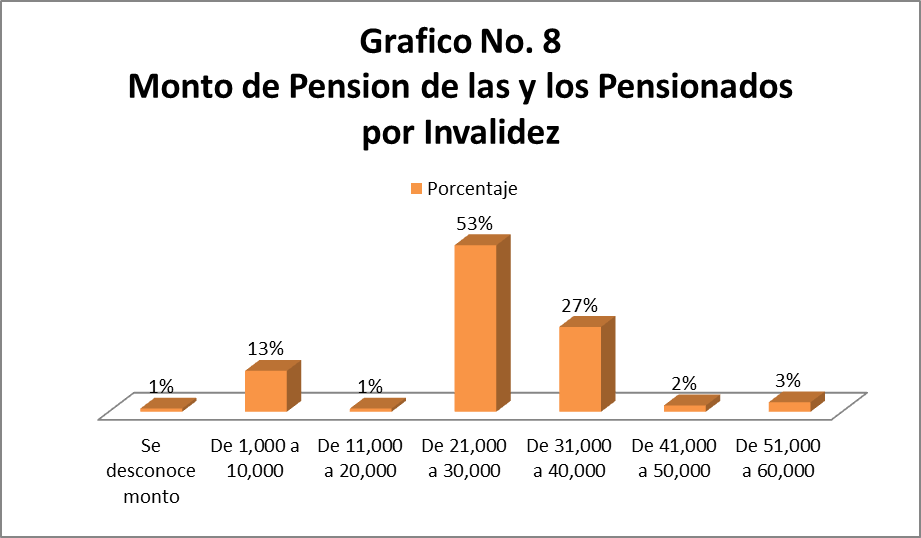 Grafico No. 8
Monto de Pension de las y los Pensionados
por Invalidez
Porcentaje
53%
27%
13%
1%
1%
2%
3%
Se
desconoce
monto
De 1,000 a
10,000
De 11,000
a 20,000
De 21,000
a 30,000
De 31,000
a 40,000
De 41,000
a 50,000
De 51,000
a 60,000